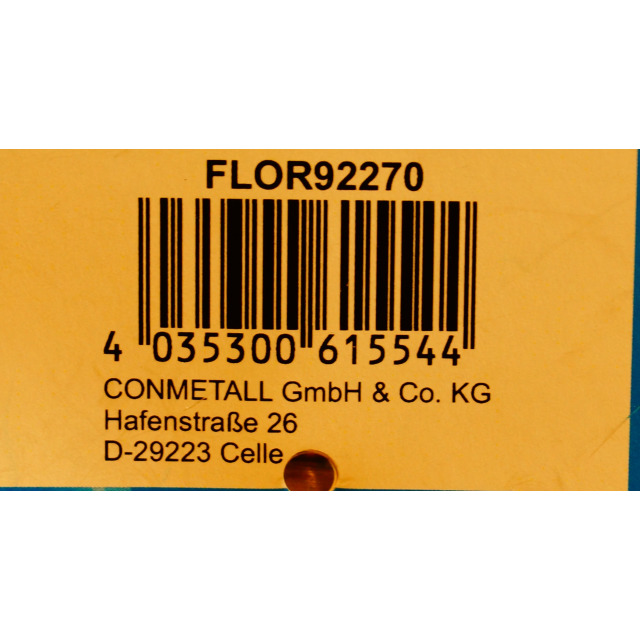 FLOR92270
4 035300 615544
CONMETALL GmbH & Co. KG
Hafenstraße 26
D-29223 Celle